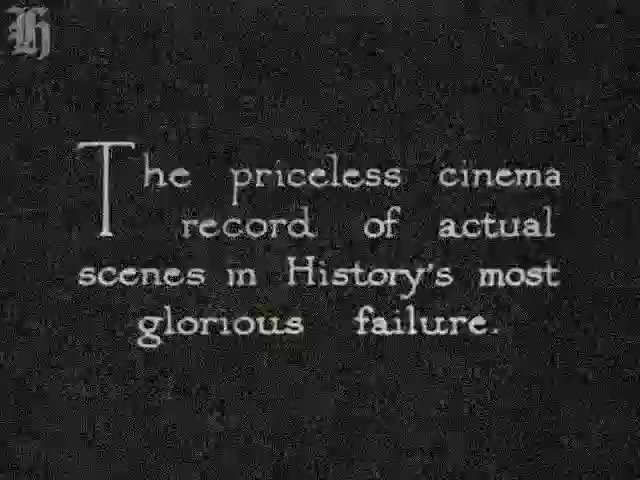 H
The priceless cinema
record of actual
scenes in History's most
glorious failure.